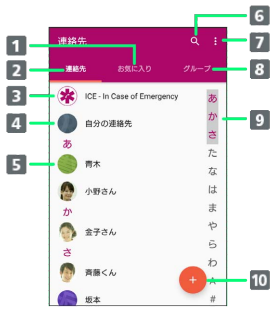 6
連絡先
7
1
2
連絡先 お気に入り グループ
8
3
ICE - In Case of Emergency
あ
4
自分の連絡先
か
9
さ
あ
た
5
青木
な
小野さん
は
か
ま
や
金子さん
ら
さ
わ
斉藤くん
A
10
坂本
#